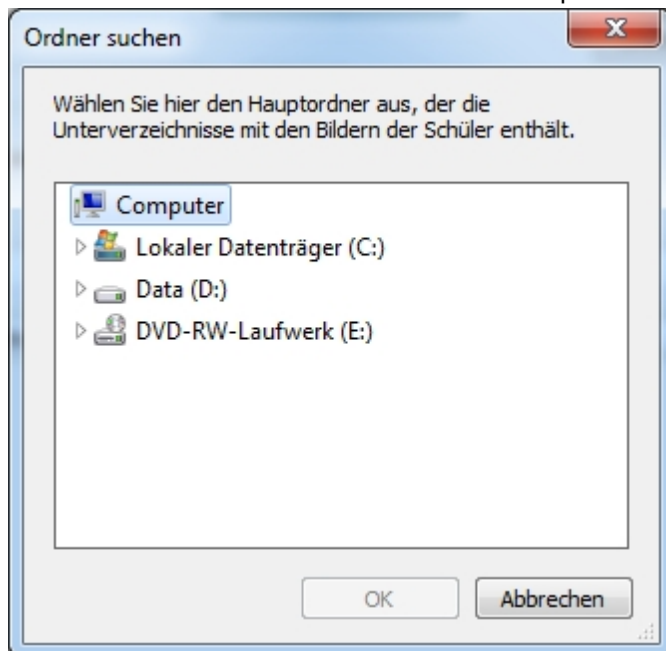 Ordner suchen
Wählen Sie hier den Hauptordner aus, der die
Unterverzeichnisse mit den Bildern der Schüler enthält.
Computer
Lokaler Datenträger (C:)
Data (D:)
DVD-RW-Laufwerk (E:)
OK Abbrechen